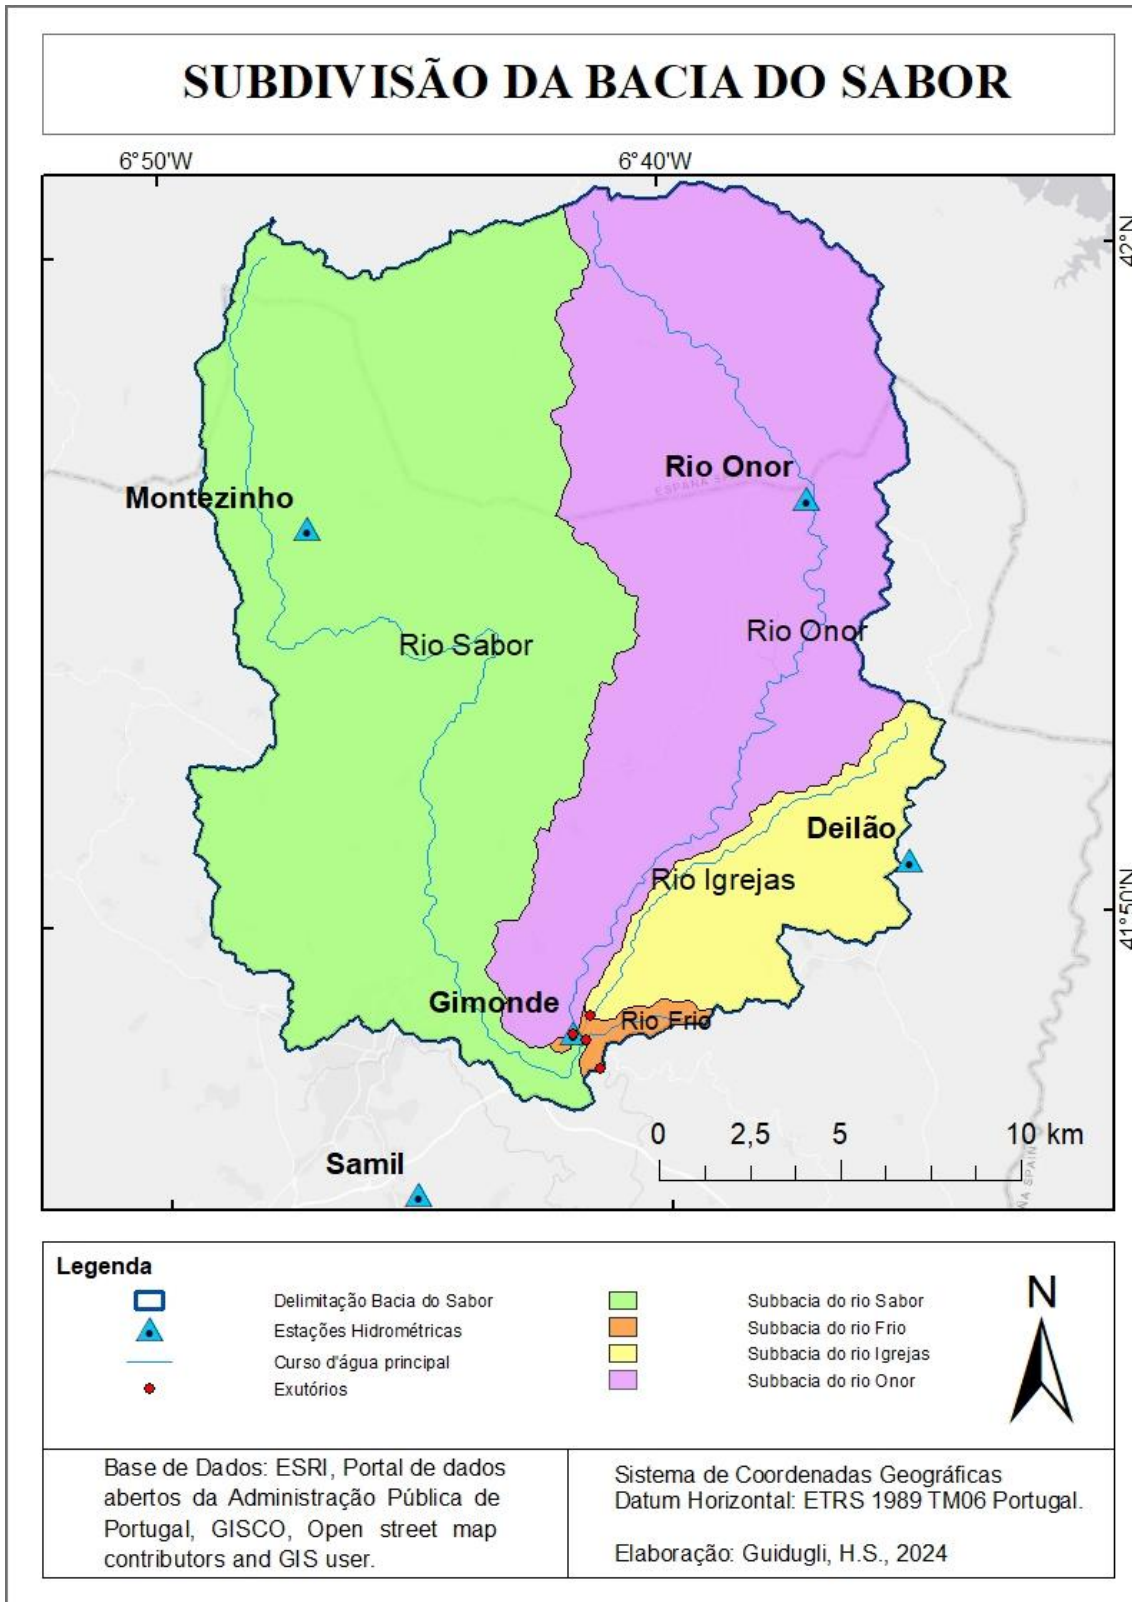 SUBDIVISÃO DA BACIA DO SABOR
6°50'W
6°40'W
42°N
Rio Onor
ESPAÑA
Montezinho
Rio Onor
Rio Sabor
Deilão
Rio Igrejas
41°50'N
Gimonde
Rio Frio
0 2,5 5 10 km
Samil
SPAIN
Legenda
Delimitação Bacia do Sabor
Estações Hidrométricas
Curso d'água principal
Exutórios
Subbacia do rio Sabor
Subbacia do rio Frio
Subbacia do rio Igrejas
Subbacia do rio Onor
N
Base de Dados: ESRI, Portal de dados
abertos da Administração Pública de
Portugal, GISCO, Open street map
contributors and GIS user.
Sistema de Coordenadas Geográficas
Datum Horizontal: ETRS 1989 TM06 Portugal.
Elaboração: Guidugli, H.S., 2024